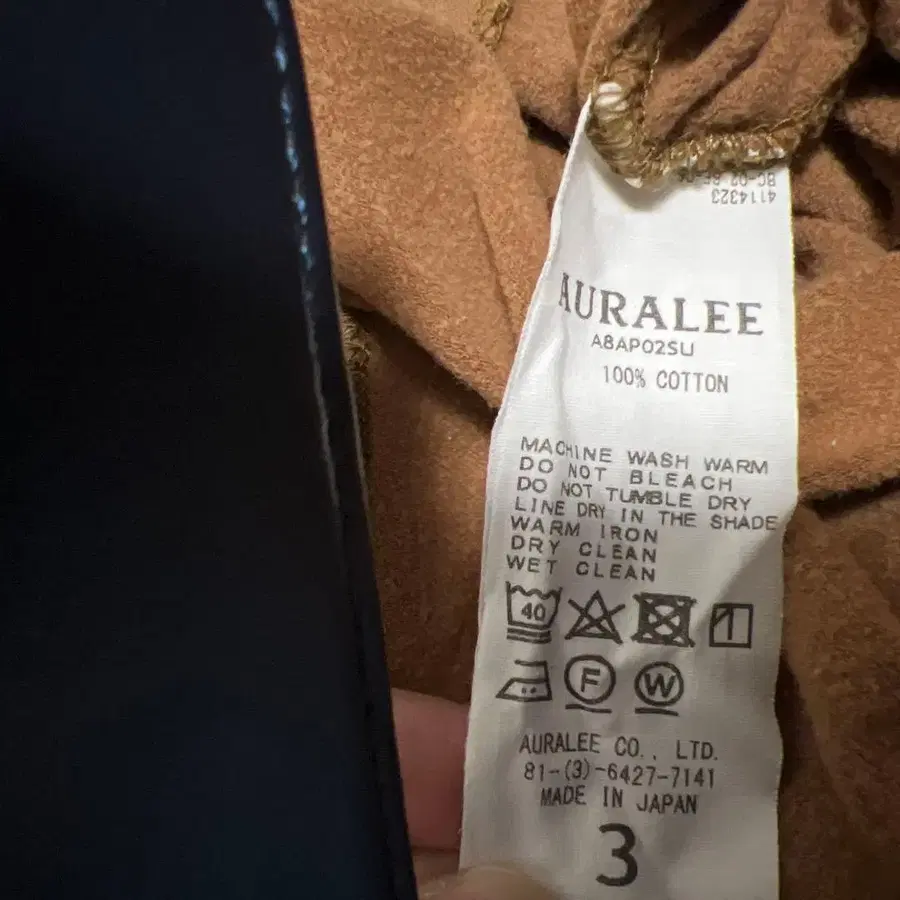 4114323
AURALEE
A8AP02SU
100% COTTON
MACHINE WASH WARM
DO NOT BLEACH
DO NOT TUMBLE DRY
LINE DRY IN THE SHADE
WARM IRON
DRY CLEAN
WET CLEAN
40
F
W
AURALEE CO., LTD.
81-(3)-6427-7141
MADE IN JAPAN
3